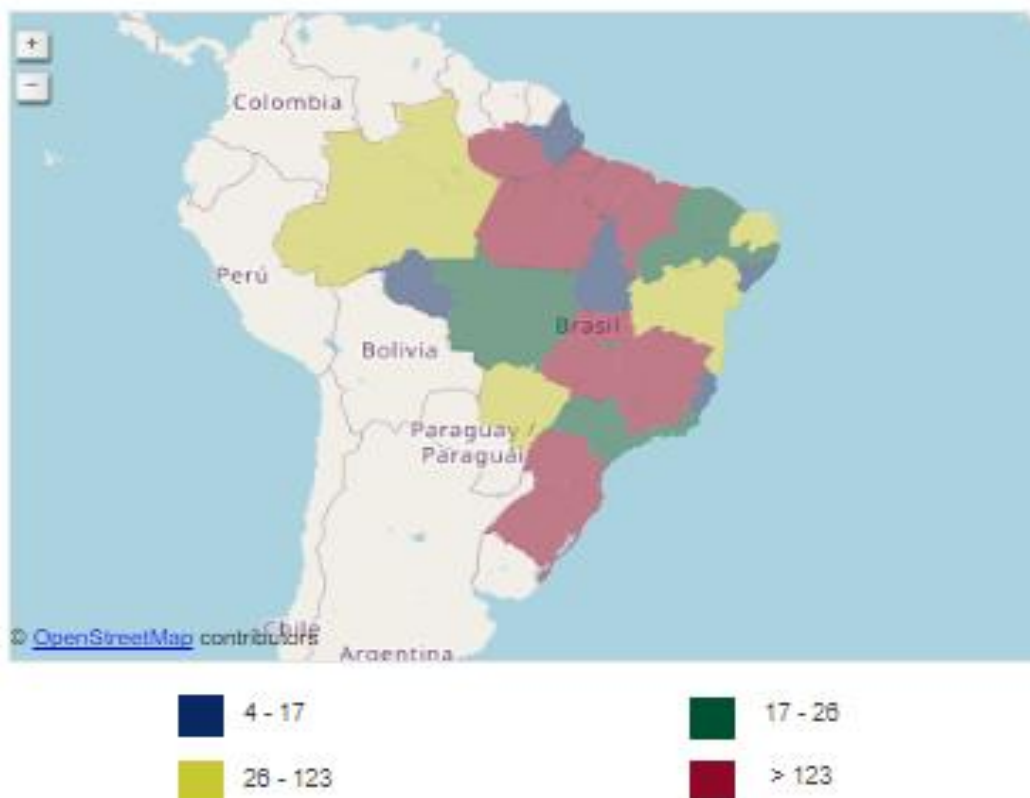 +
−
Colombia
Perú
Brasil
Bolivia
Paraguay /
Paraguái
Chile
© OpenStreetMap contributors
Argentina
4 - 17
17 - 26
26 - 123
> 123